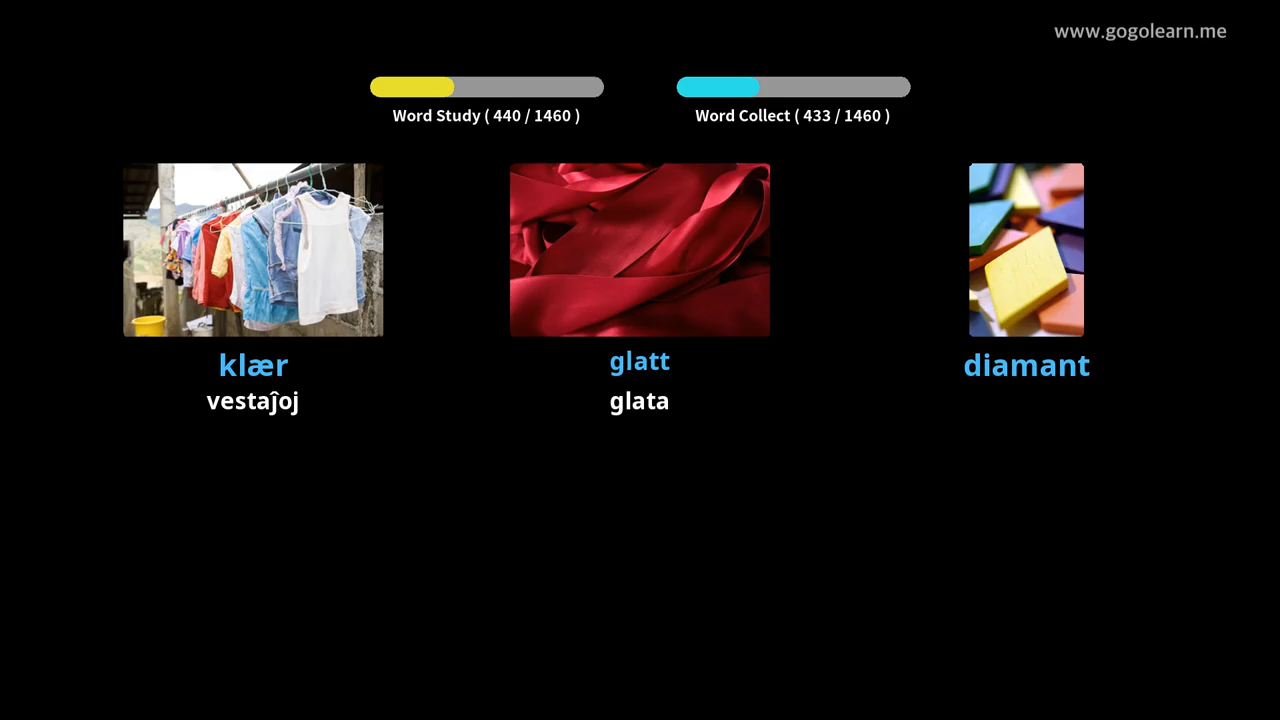 www.gogolearn.me
Word Study ( 440 / 1460 )
Word Collect ( 433 / 1460 )
klær
glatt
diamant
vestaĵoj
glata